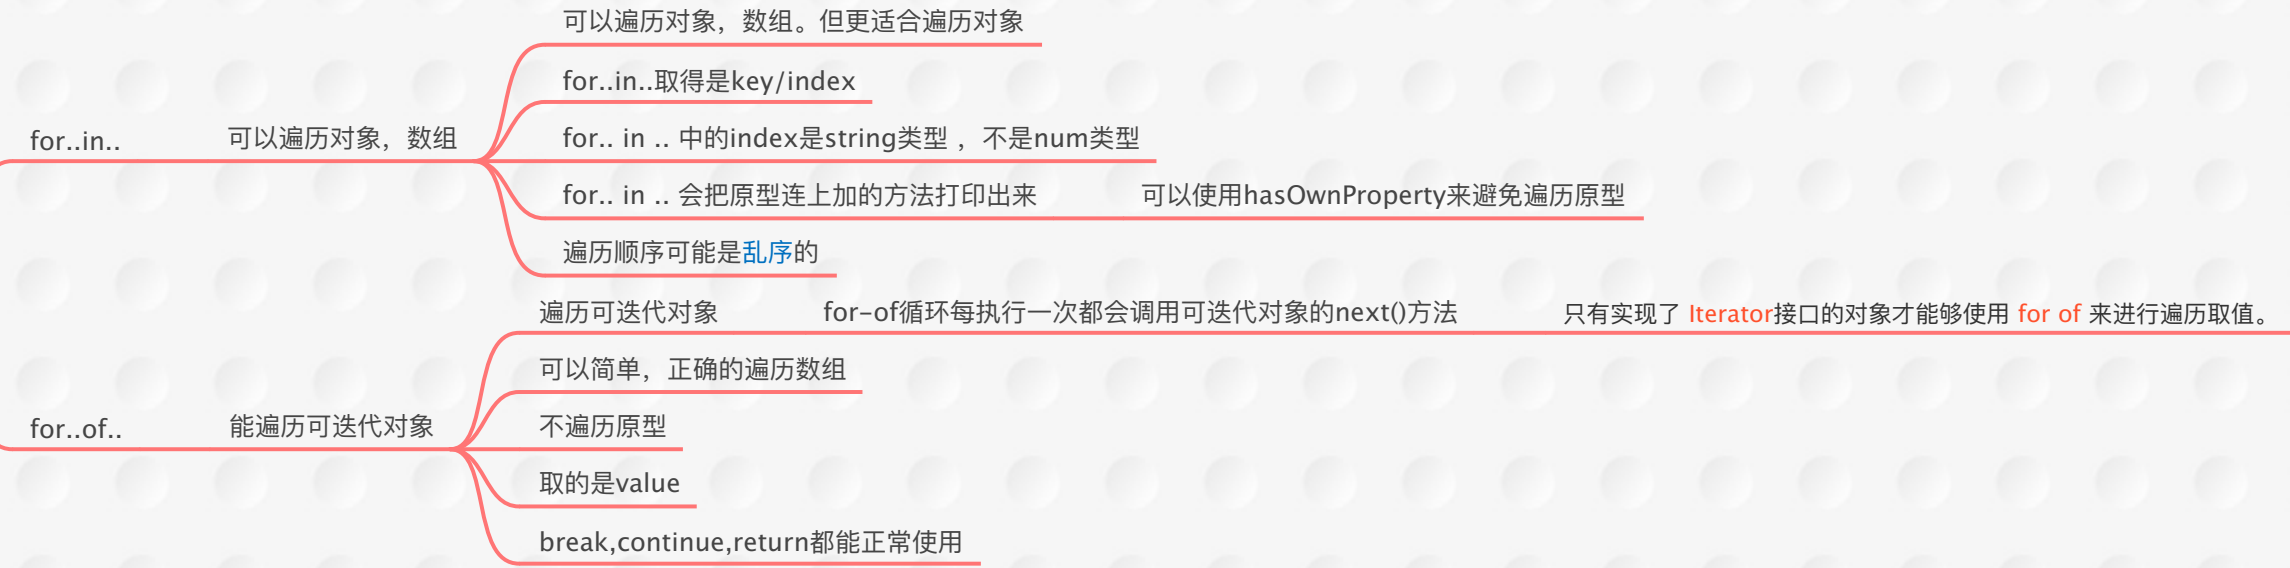 可以遍历对象，数组。但更适合遍历对象
for..in..取得是key/index
for..in..
可以遍历对象，数组
for.. in .. 中的index是string类型 ，不是num类型
for.. in .. 会把原型连上加的方法打印出来
可以使用hasOwnProperty来避免遍历原型
遍历顺序可能是乱序的
遍历可迭代对象
for-of循环每执行一次都会调用可迭代对象的next()方法
只有实现了 Iterator接口的对象才能够使用 for of 来进行遍历取值。
可以简单，正确的遍历数组
for..of..
能遍历可迭代对象
不遍历原型
取的是value
break,continue,return都能正常使用